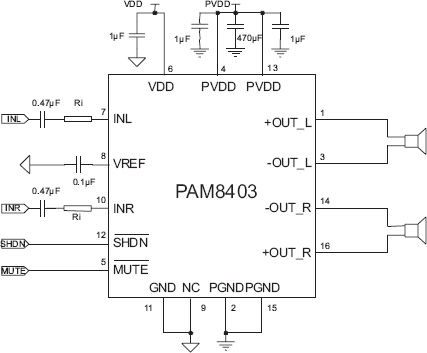 VDD PVDD
1µF 1µF 470µF 1µF
6 4 13
VDD PVDD PVDD
0.47µF Ri
INL 7 INL
+OUT_L 1
8 VREF
-OUT_L 3
0.1µF
PAM8403
0.47µF
INR 10 INR
-OUT_R 14
Ri
SHDN 12 SHDN
+OUT_R 16
MUTE 5 MUTE
GND NC PGND PGND
11 9 2 15